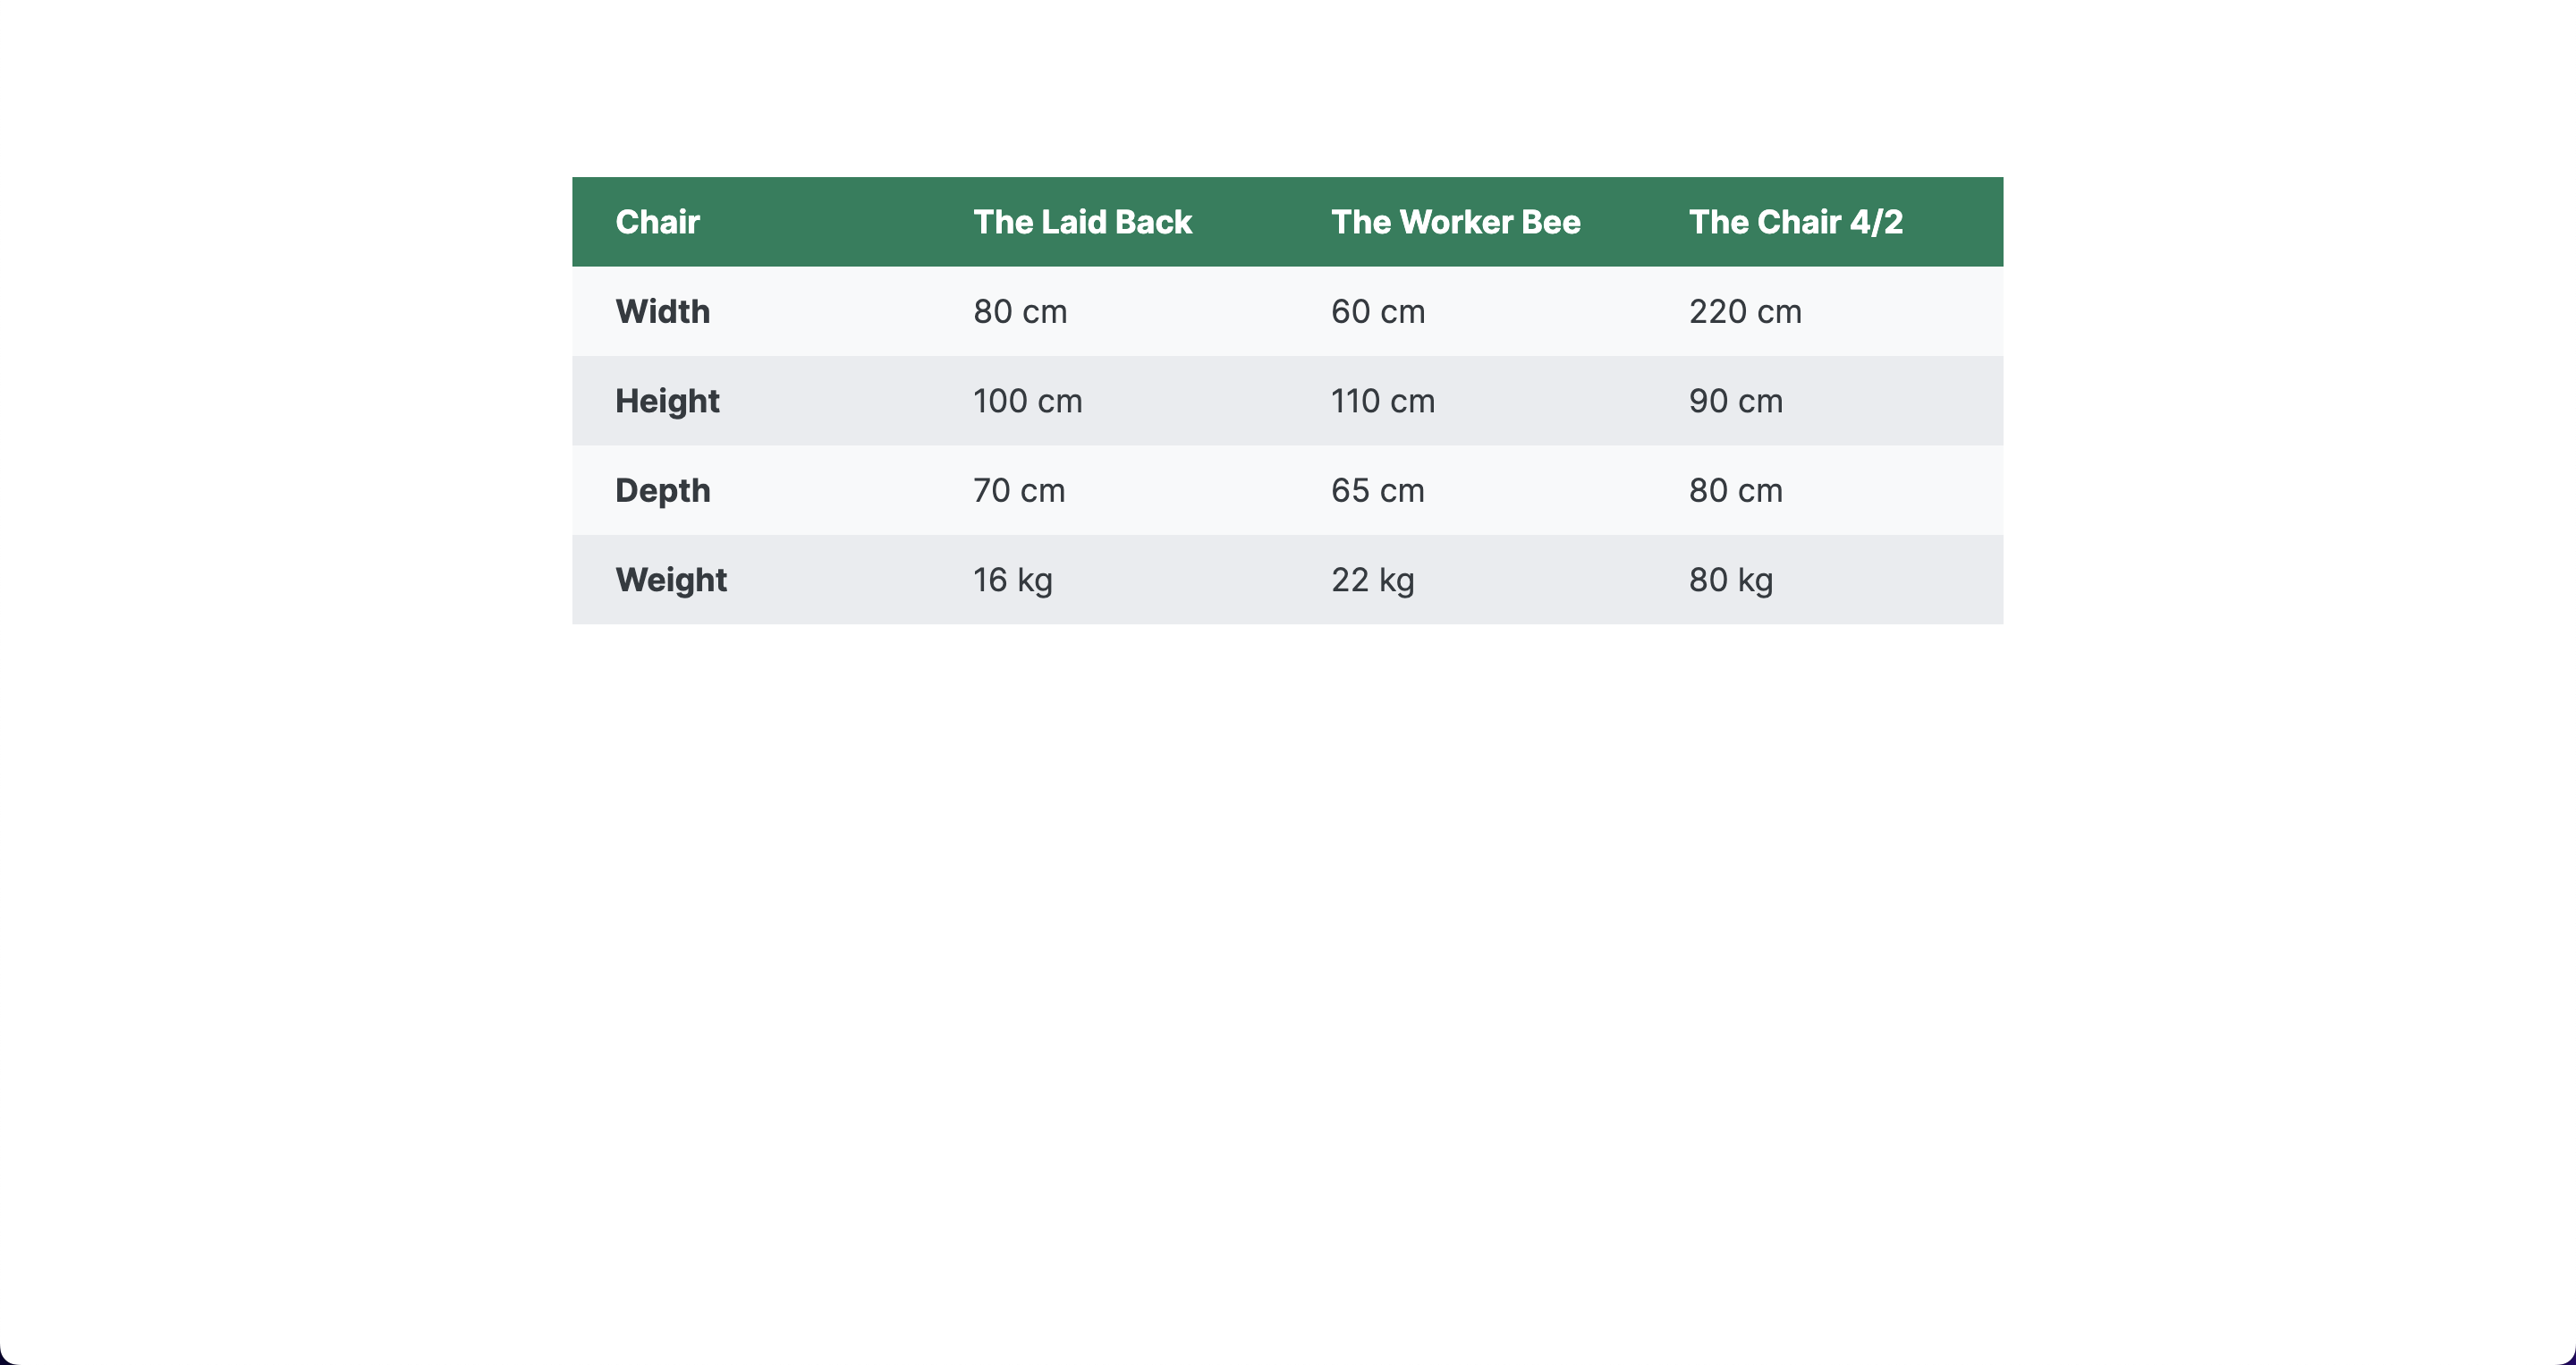 Chair The Laid Back The Worker Bee The Chair 4/2
Width 80 cm 60 cm 220 cm
Height 100 cm 110 cm 90 cm
Depth 70 cm 65 cm 80 cm
Weight 16 kg 22 kg 80 kg